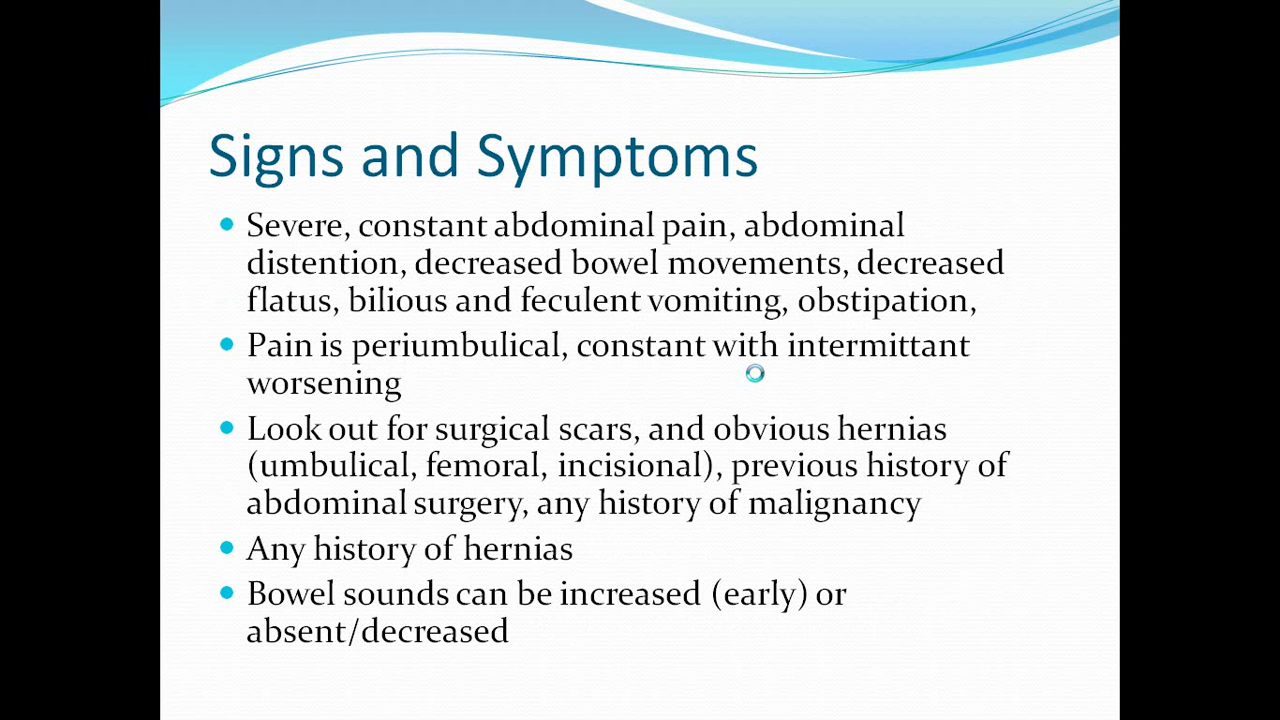 Signs and Symptoms
• Severe, constant abdominal pain, abdominal
distention, decreased bowel movements, decreased
flatus, bilious and feculent vomiting, obstipation,
• Pain is periumbulical, constant with intermittant
worsening
• Look out for surgical scars, and obvious hernias
(umbulical, femoral, incisional), previous history of
abdominal surgery, any history of malignancy
• Any history of hernias
• Bowel sounds can be increased (early) or
absent/decreased